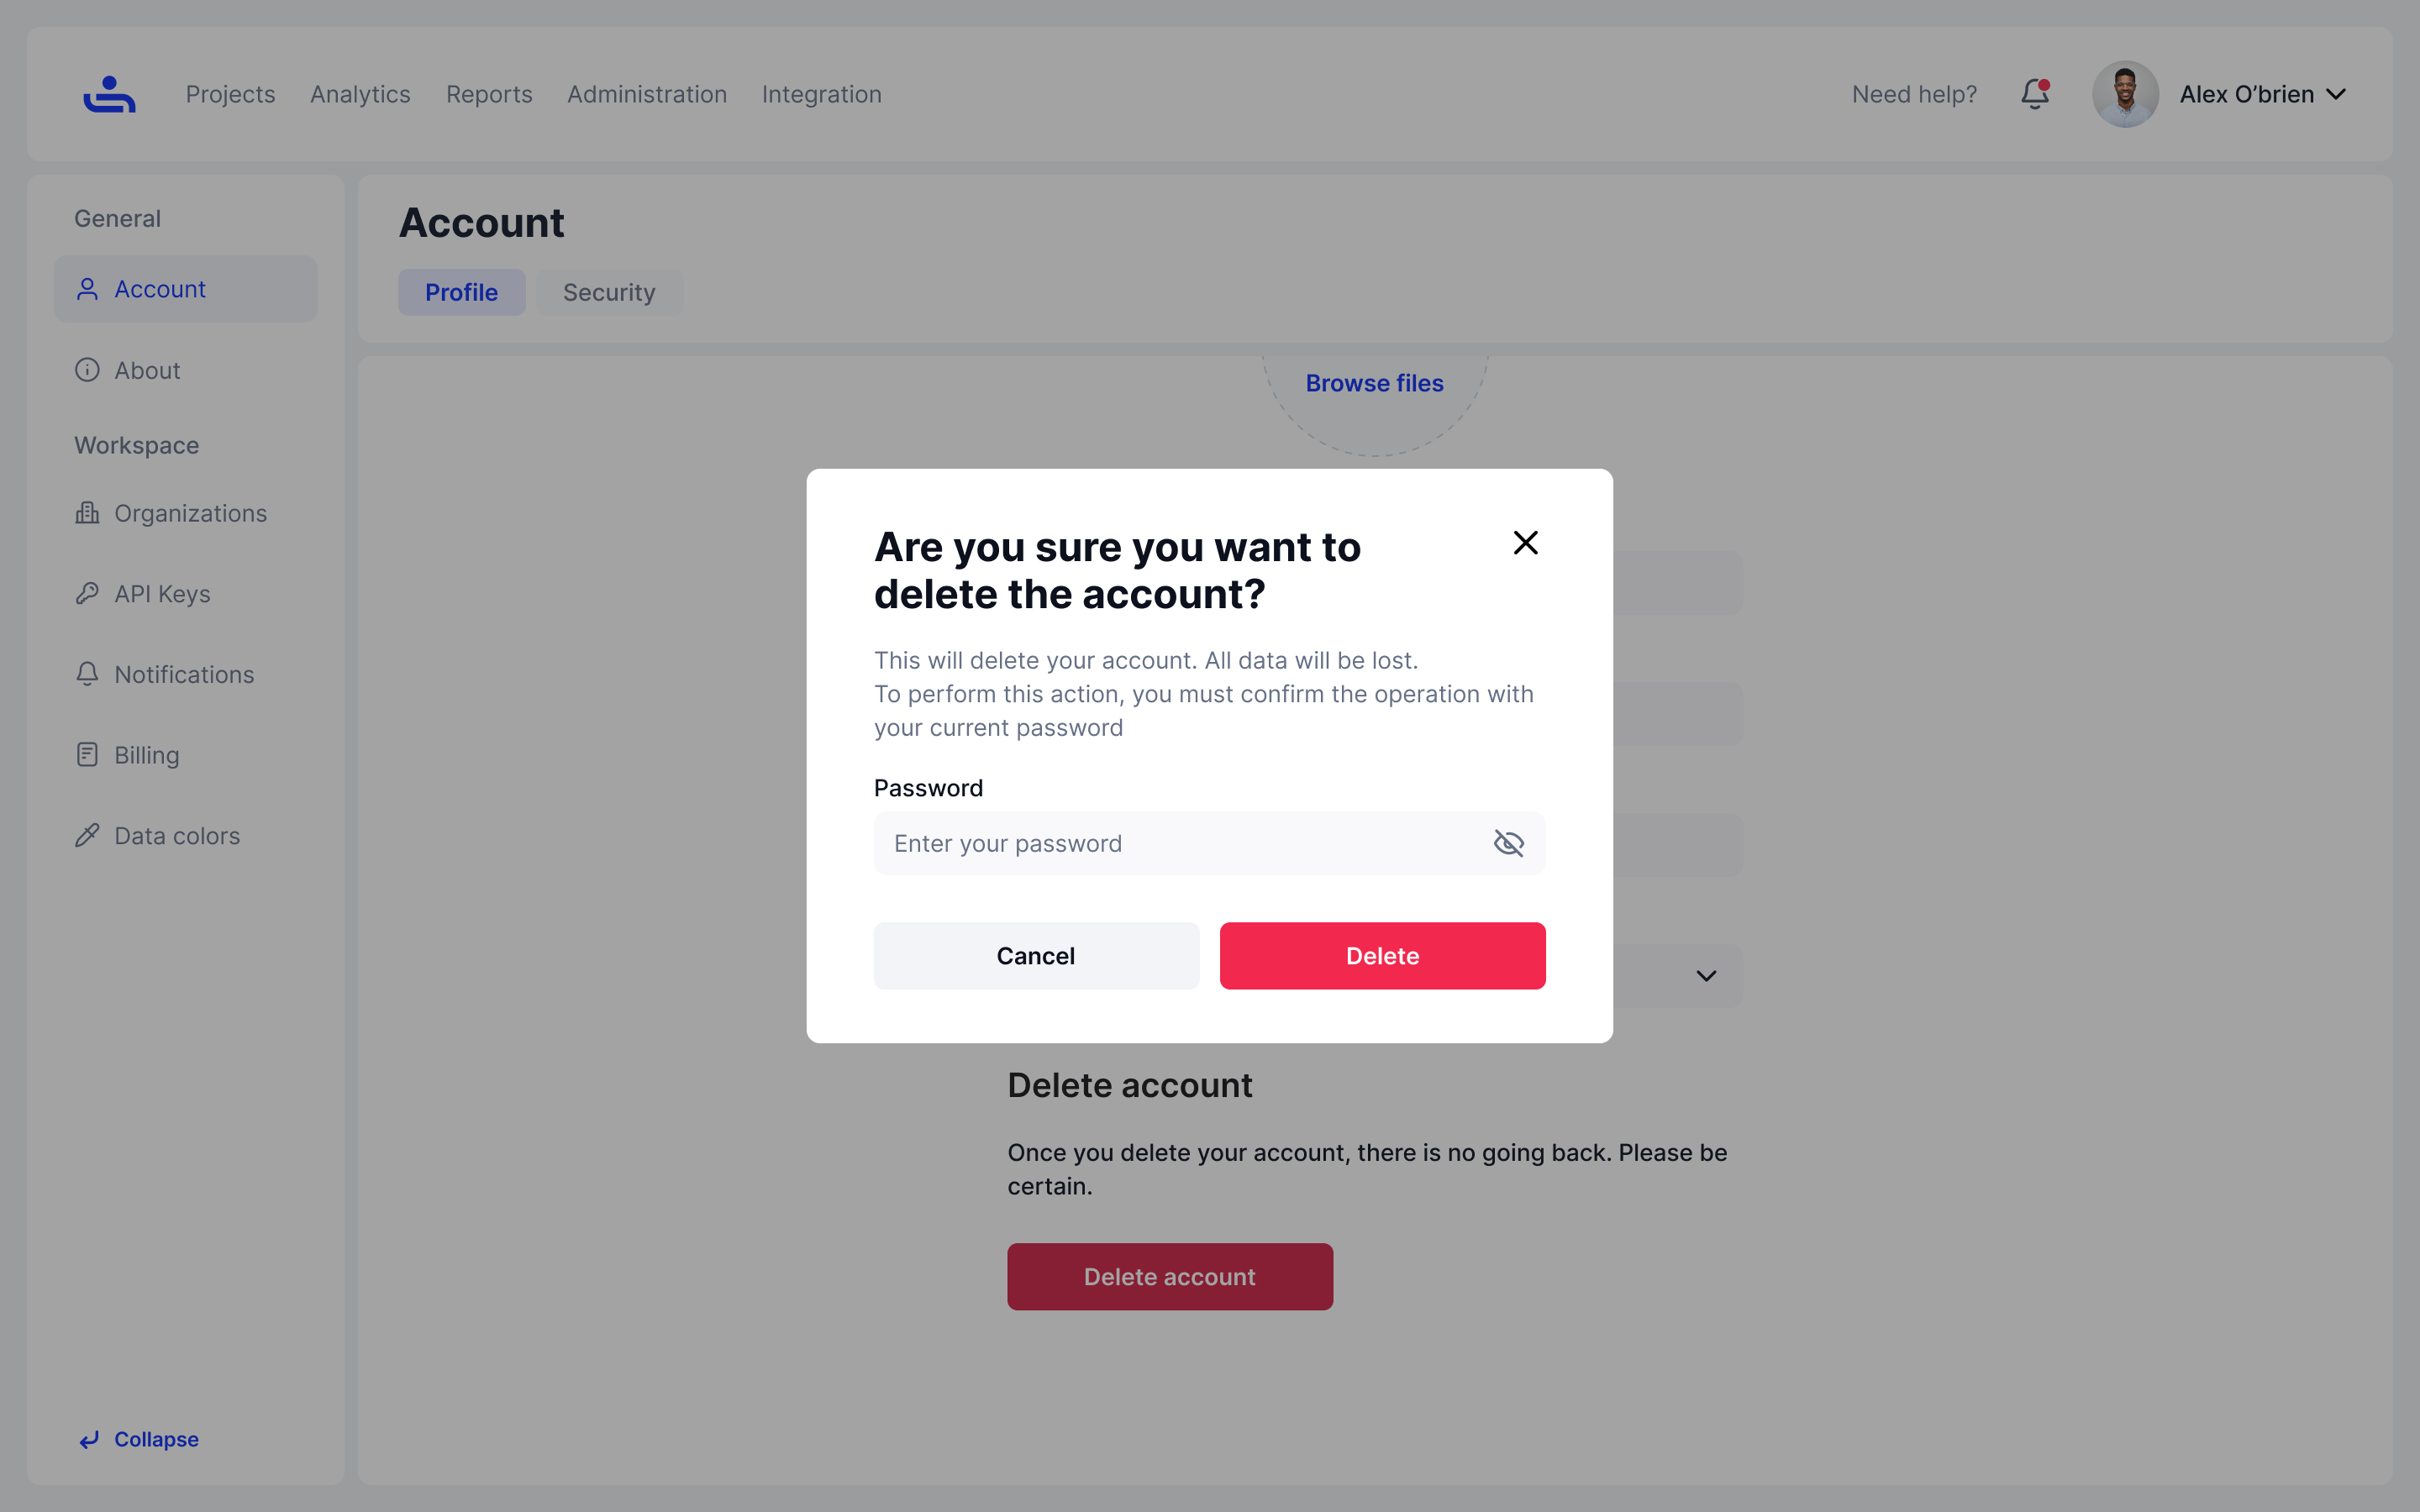 Projects
Analytics
Reports
Administration
Integration
Need help?
Alex O’brien
General
Account
About
Workspace
Organizations
API Keys
Notifications
Billing
Data colors
Collapse
Account
Profile
Security
Browse files
Are you sure you want to
delete the account?
This will delete your account. All data will be lost.
To perform this action, you must confirm the operation with
your current password
Password
Enter your password
Cancel
Delete
Delete account
Once you delete your account, there is no going back. Please be
certain.
Delete account